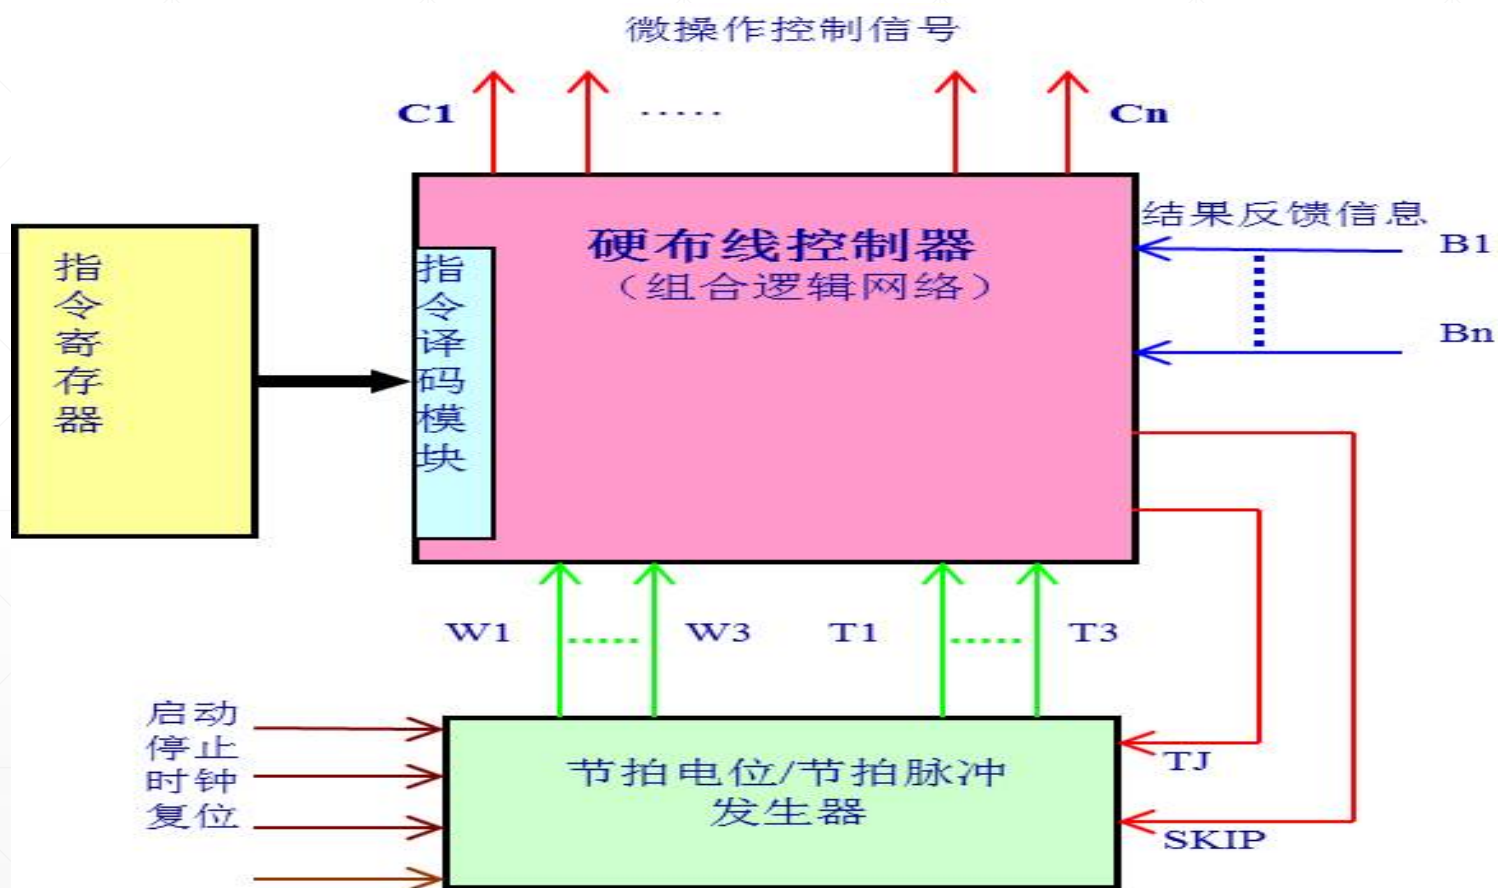 微操作控制信号
C1
.....
Cn
硬布线控制器
（组合逻辑网络）
结果反馈信息
B1
Bn
指令寄存器
指令译码模块
W1
W3
T1
T3
启动
停止
时钟
复位
节拍电位/节拍脉冲
发生器
TJ
SKIP